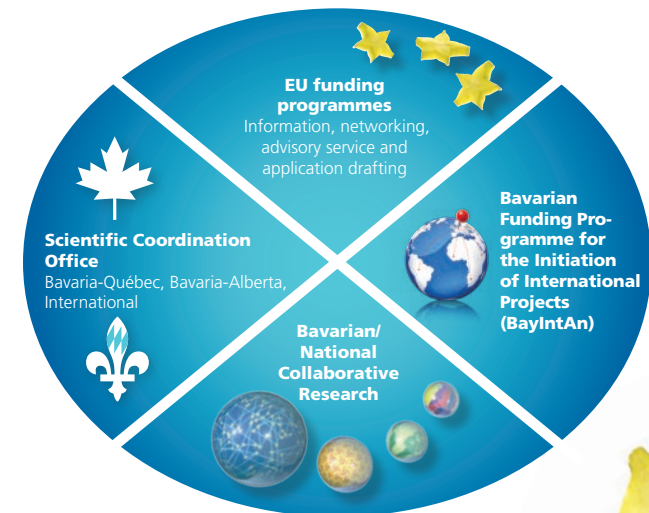 EU funding
programmes
Information, networking,
advisory service and
application drafting
Scientific Coordination
Office
Bavaria-Québec, Bavaria-Alberta,
International
Bavarian
Funding Pro-
gramme for
the Initiation
of International
Projects
(BayIntAn)
Bavarian/
National
Collaborative
Research